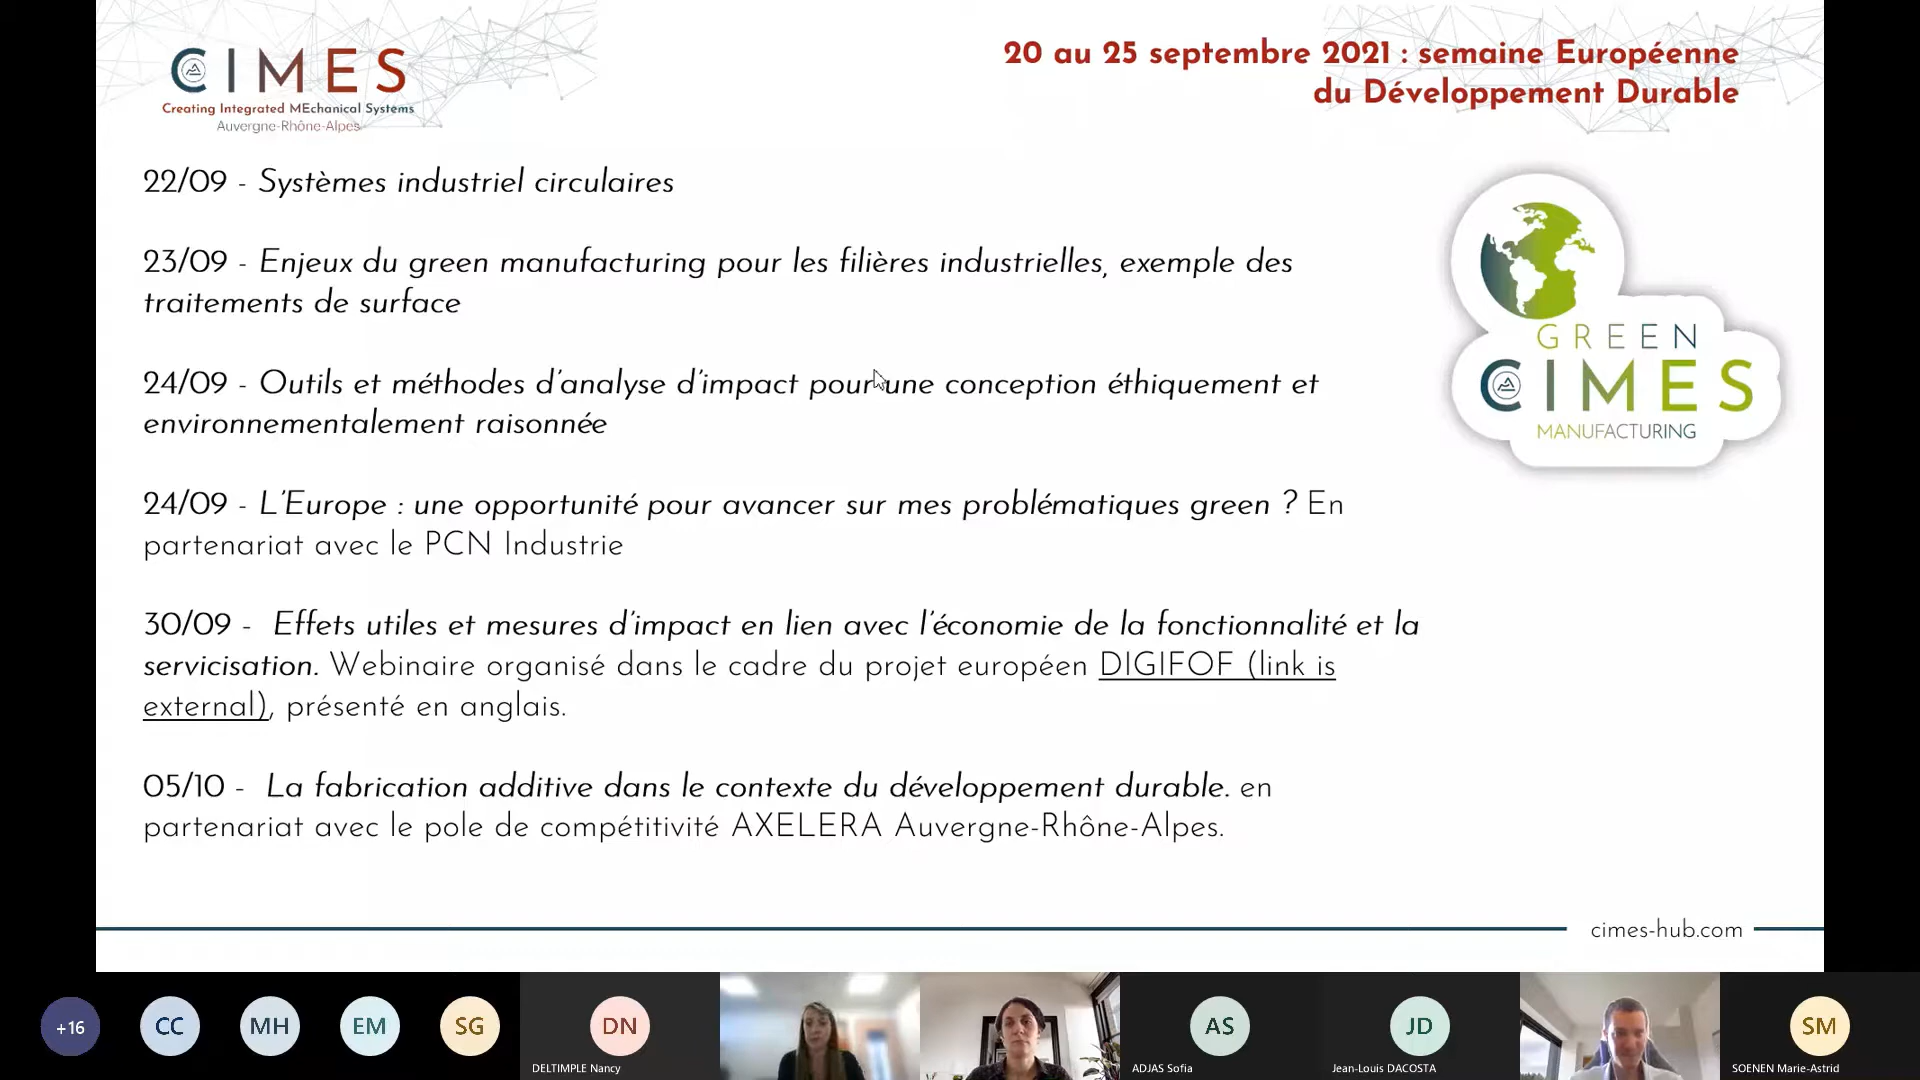 CIMES
Creating Integrated MEchanical Systems
Auvergne-Rhône-Alpes
20 au 25 septembre 2021 : semaine Européenne
du Développement Durable
22/09 - Systèmes industriel circulaires
23/09 - Enjeux du green manufacturing pour les filières industrielles, exemple des
traitements de surface
24/09 - Outils et méthodes d'analyse d'impact pour une conception éthiquement et
environnementalement raisonnée
24/09 - L'Europe : une opportunité pour avancer sur mes problématiques green ? En
partenariat avec le PCN Industrie
30/09 - Effets utiles et mesures d'impact en lien avec l'économie de la fonctionnalité et la
servicisation. Webinaire organisé dans le cadre du projet européen DIGIFOF (link is
external), présenté en anglais.
05/10 - La fabrication additive dans le contexte du développement durable. en
partenariat avec le pole de compétitivité AXELERA Auvergne-Rhône-Alpes.
GREEN
CIMES
MANUFACTURING
cimes-hub.com
+16
CC
MH
EM
SG
DN
DELTIMPLE Nancy
AS
ADJAS Sofia
JD
Jean-Louis DACOSTA
SM
SOENEN Marie-Astrid